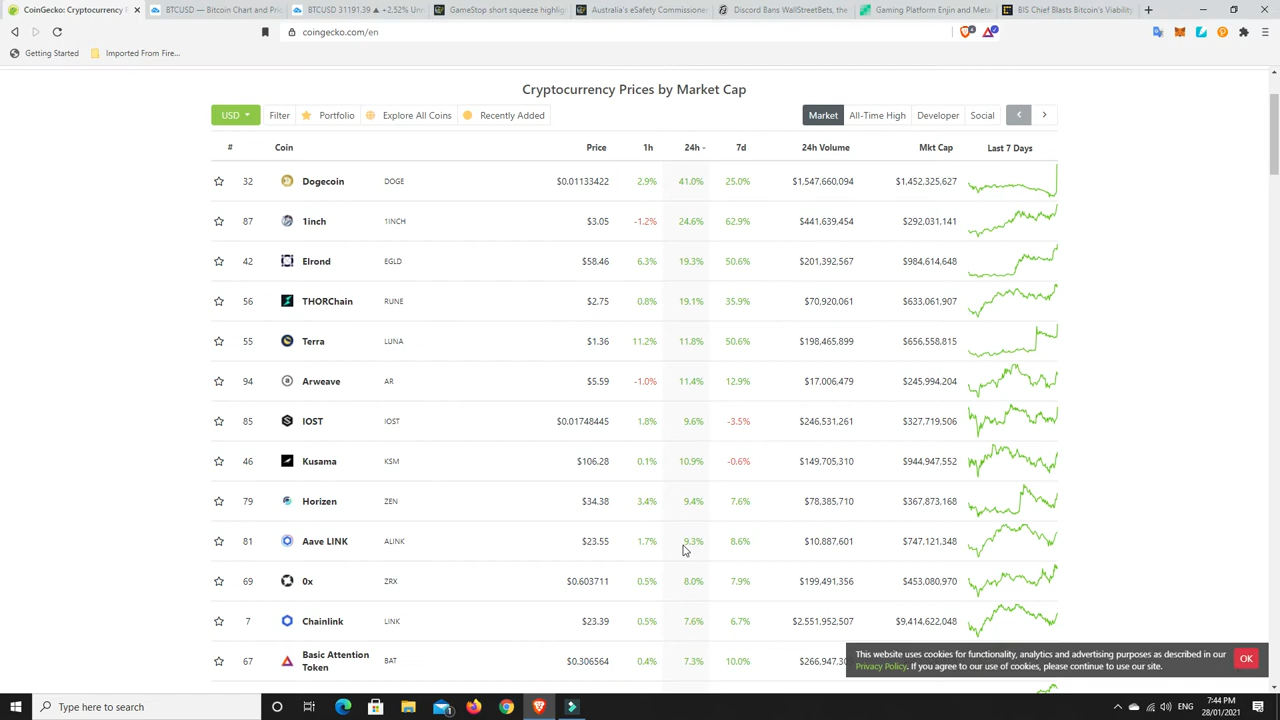 CoinGecko: Cryptocurrency P
BTCUSD — Bitcoin Chart and Pri
BTCUSD 31191.39 ▲ +2.52% Un
GameStop short squeeze highlig
Australia's eSafety Commissione
Discord Bans WallStreetBets, the
Gaming Platform Enjin and Meta
BIS Chief Blasts Bitcoin's Viability
coingecko.com/en
Getting Started Imported From Fire...
Cryptocurrency Prices by Market Cap
USD Filter Portfolio Explore All Coins Recently Added Market All-Time High Developer Social
# Coin Price 1h 24h 7d 24h Volume Mkt Cap Last 7 Days
32 Dogecoin DOGE $0.01133422 2.9% 41.0% 25.0% $1,547,660,094 $1,452,325,627
87 1inch 1INCH $3.05 -1.2% 24.6% 62.9% $441,639,454 $292,031,141
42 Elrond EGLD $58.46 6.3% 19.3% 50.6% $201,392,567 $984,614,648
56 THORChain RUNE $2.75 0.8% 19.1% 35.9% $70,920,061 $633,061,907
55 Terra LUNA $1.36 11.2% 11.8% 50.6% $198,465,899 $656,558,815
94 Arweave AR $5.59 -1.0% 11.4% 12.9% $17,006,479 $245,994,204
85 IOST IOST $0.01748445 1.8% 9.6% -3.5% $246,531,261 $327,719,506
46 Kusama KSM $106.28 0.1% 10.9% -0.6% $149,705,310 $944,947,552
79 Horizen ZEN $34.38 3.4% 9.4% 7.6% $78,385,710 $367,873,168
81 Aave LINK ALINK $23.55 1.7% 9.3% 8.6% $10,887,601 $747,121,348
69 0x ZRX $0.603711 0.5% 8.0% 7.9% $199,491,356 $453,080,970
7 Chainlink LINK $23.39 0.5% 7.6% 6.7% $2,551,952,507 $9,414,622,048
67 Basic Attention Token BAT $0.306564 0.4% 7.3% 10.0% $266,947,3
This website uses cookies for functionality, analytics and advertising purposes as described in our
Privacy Policy. If you agree to our use of cookies, please continue to use our site.
OK
Type here to search
ENG
7:44 PM
28/01/2021